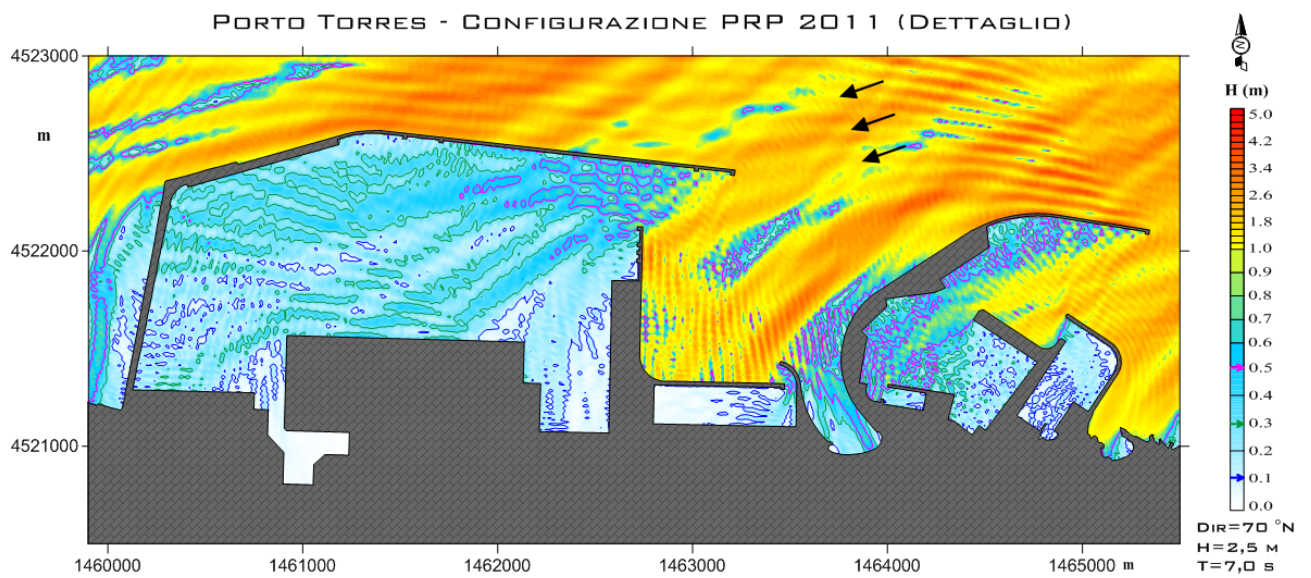 PORTO TORRES - CONFIGURAZIONE PRP 2011 (DETTAGLIO)
N
4523000
m
4522000
4521000
1460000 1461000 1462000 1463000 1464000 1465000 m
H (m)
5.0
4.2
3.4
2.6
1.8
1.0
0.9
0.8
0.7
0.6
0.5
0.4
0.3
0.2
0.1
0.0
DIR=70 °N
H=2,5 M
T=7,0 S